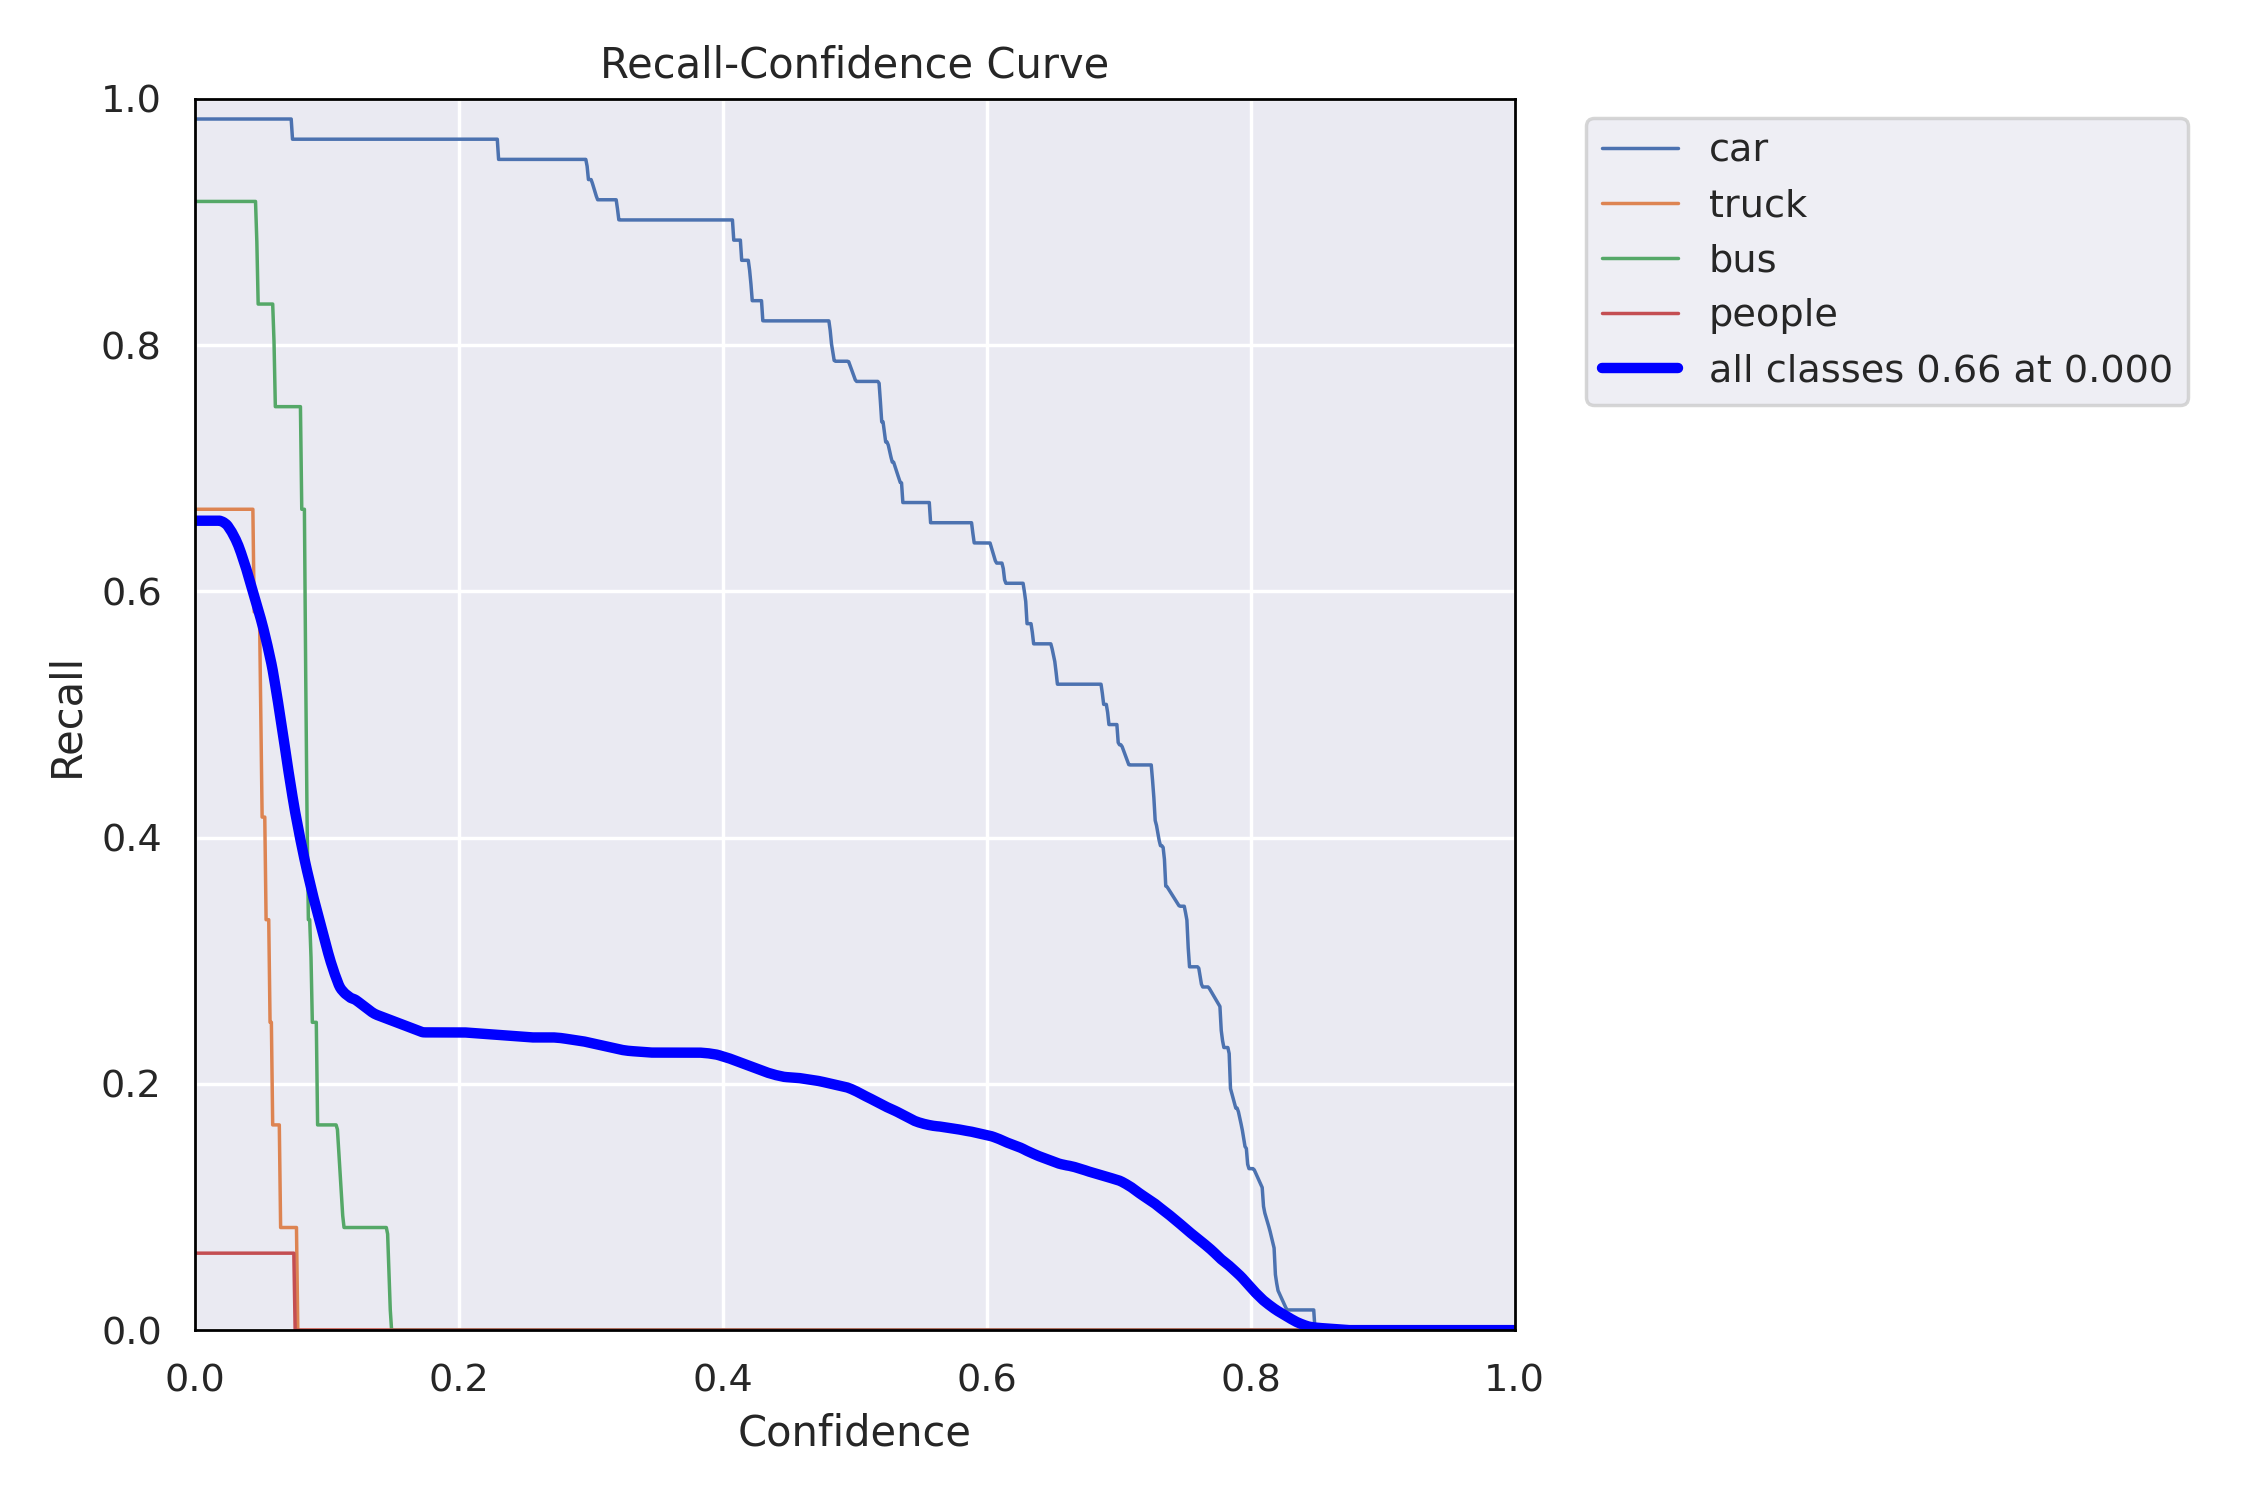 Recall-Confidence Curve
1.0
0.8
0.6
0.4
0.2
0.0
Recall
0.0 0.2 0.4 0.6 0.8 1.0
Confidence
car
truck
bus
people
all classes 0.66 at 0.000